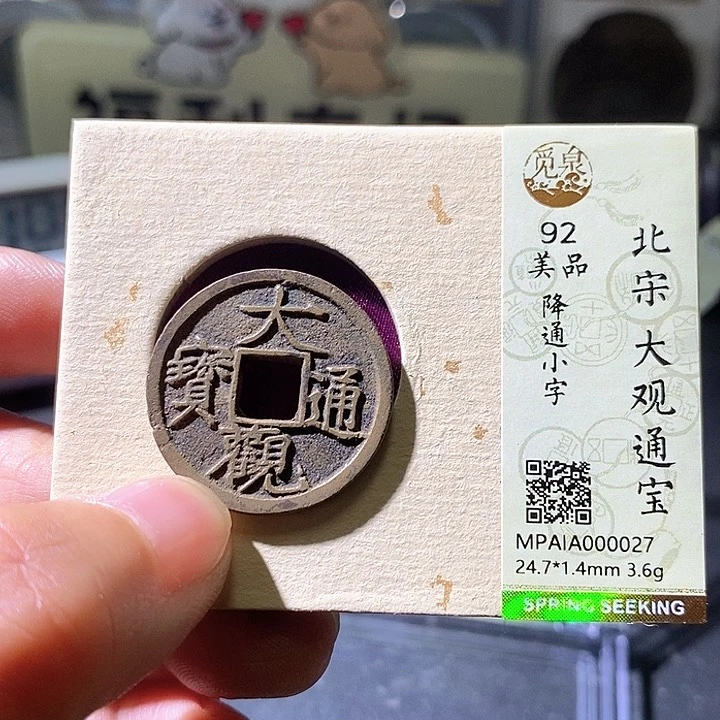 大
觀
通
寶
觅泉
92
美品
降通小字
北宋 大观通宝
MPAIA000027
24.7*1.4mm 3.6g
SPRING SEEKING